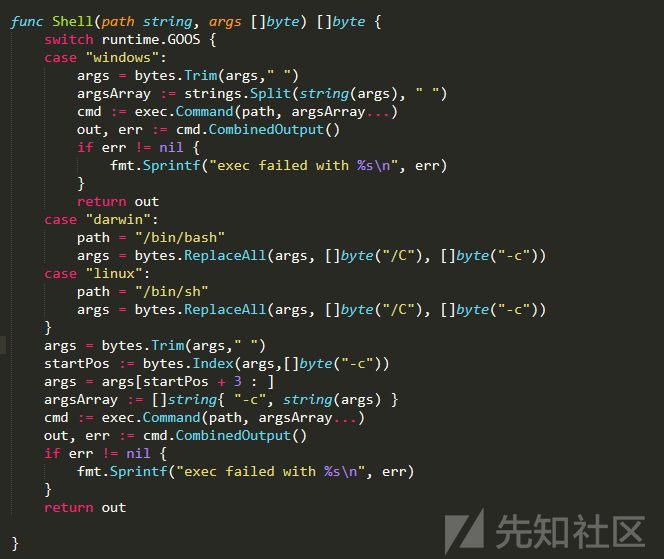 func Shell(path string, args []byte) []byte {
    switch runtime.GOOS {
    case "windows":
        args = bytes.Trim(args," ")
        argsArray := strings.Split(string(args), " ")
        cmd := exec.Command(path, argsArray...)
        out, err := cmd.CombinedOutput()
        if err != nil {
            fmt.Sprintf("exec failed with %s\n", err)
        }
        return out
    case "darwin":
        path = "/bin/bash"
        args = bytes.ReplaceAll(args, []byte("/C"), []byte("-c"))
    case "linux":
        path = "/bin/sh"
        args = bytes.ReplaceAll(args, []byte("/C"), []byte("-c"))
    }
    args = bytes.Trim(args," ")
    startPos := bytes.Index(args,[]byte("-c"))
    args = args[startPos + 3 : ]
    argsArray := []string{ "-c", string(args) }
    cmd := exec.Command(path, argsArray...)
    out, err := cmd.CombinedOutput()
    if err != nil {
        fmt.Sprintf("exec failed with %s\n", err)
    }
    return out
}
先知社区